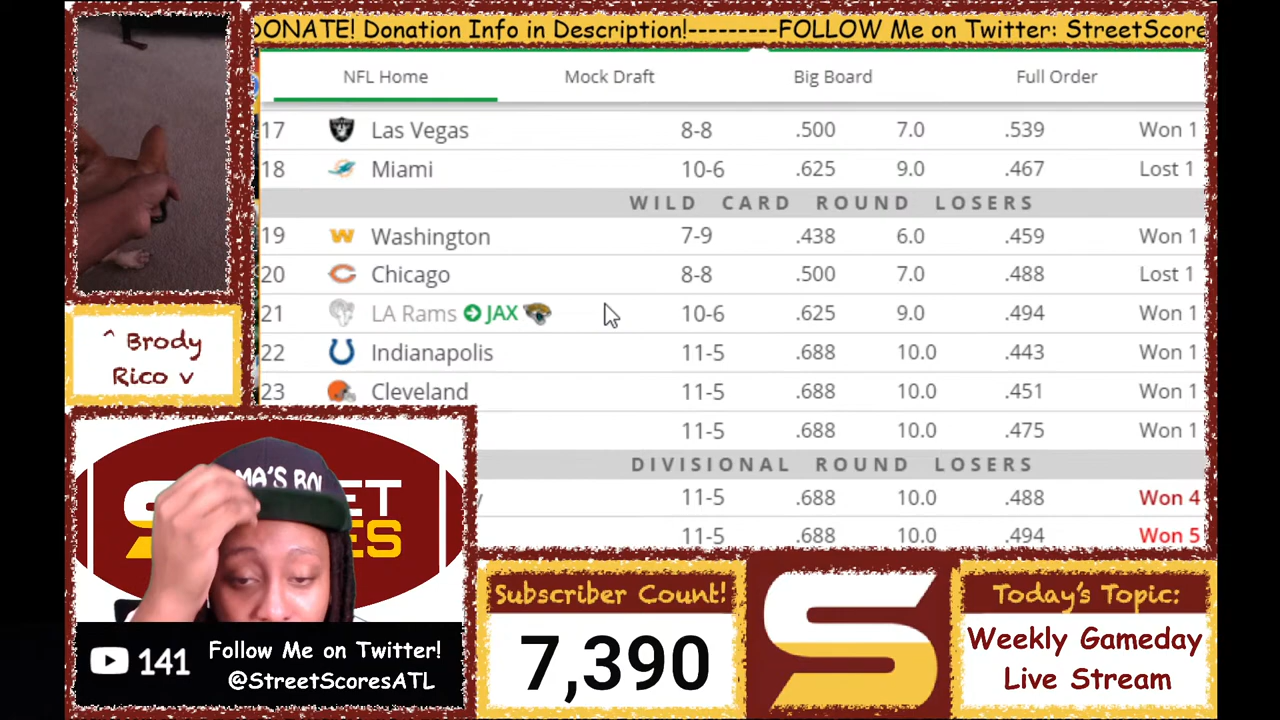 DONATE! Donation Info in Description!---------FOLLOW Me on Twitter: StreetScore
NFL Home Mock Draft Big Board Full Order
17 Las Vegas 8-8 .500 7.0 .539 Won 1
18 Miami 10-6 .625 9.0 .467 Lost 1
WILD CARD ROUND LOSERS
19 Washington 7-9 .438 6.0 .459 Won 1
20 Chicago 8-8 .500 7.0 .488 Lost 1
21 LA Rams JAX 10-6 .625 9.0 .494 Won 1
22 Indianapolis 11-5 .688 10.0 .443 Won 1
23 Cleveland 11-5 .688 10.0 .451 Won 1
11-5 .688 10.0 .475 Won 1
DIVISIONAL ROUND LOSERS
11-5 .688 10.0 .488 Won 4
11-5 .688 10.0 .494 Won 5
^ Brody
Rico v
MA'S BOY
141
Follow Me on Twitter!
@StreetScoresATL
Subscriber Count!
7,390
S
Today's Topic:
Weekly Gameday
Live Stream